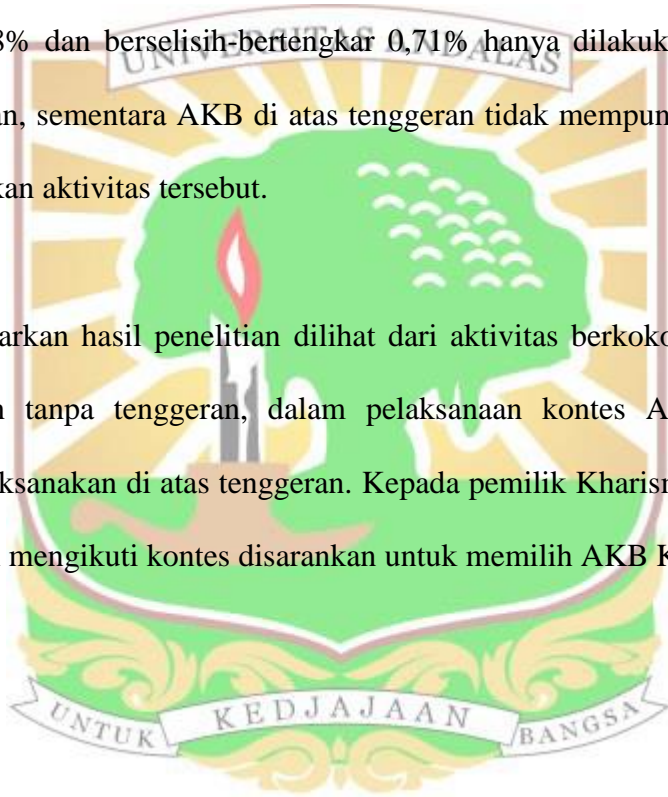 8% dan berselisih-bertengkar 0,71% hanya dilakuk
UNIVERSITAS ANDALAS
an, sementara AKB di atas tenggeran tidak mempun
kan aktivitas tersebut.
arkan hasil penelitian dilihat dari aktivitas berkoko
n tanpa tenggeran, dalam pelaksanaan kontes A
ksanakan di atas tenggeran. Kepada pemilik Kharisn
mengikuti kontes disarankan untuk memilih AKB K
UNTUK KEDJAJAAN BANGSA